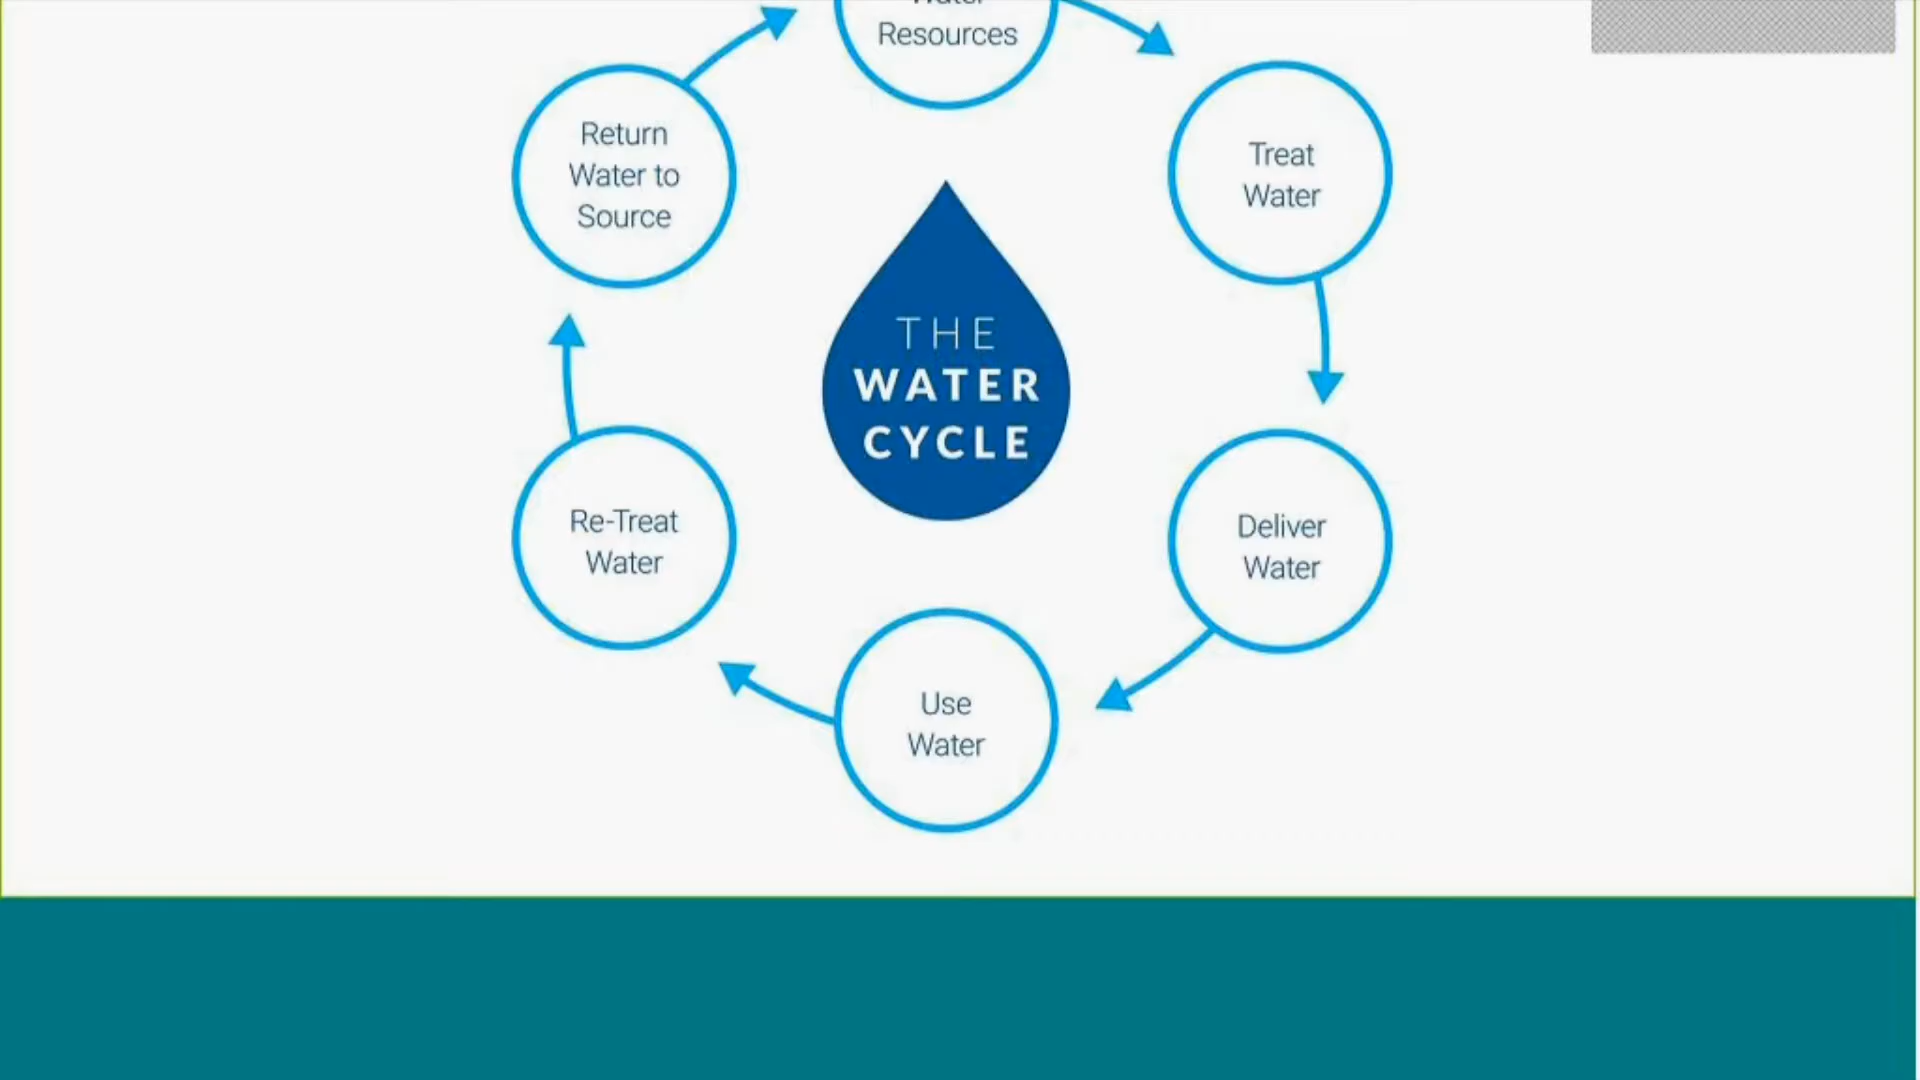 Resources
Treat
Water
Deliver
Water
Use
Water
Re-Treat
Water
Return
Water to
Source
THE
WATER
CYCLE